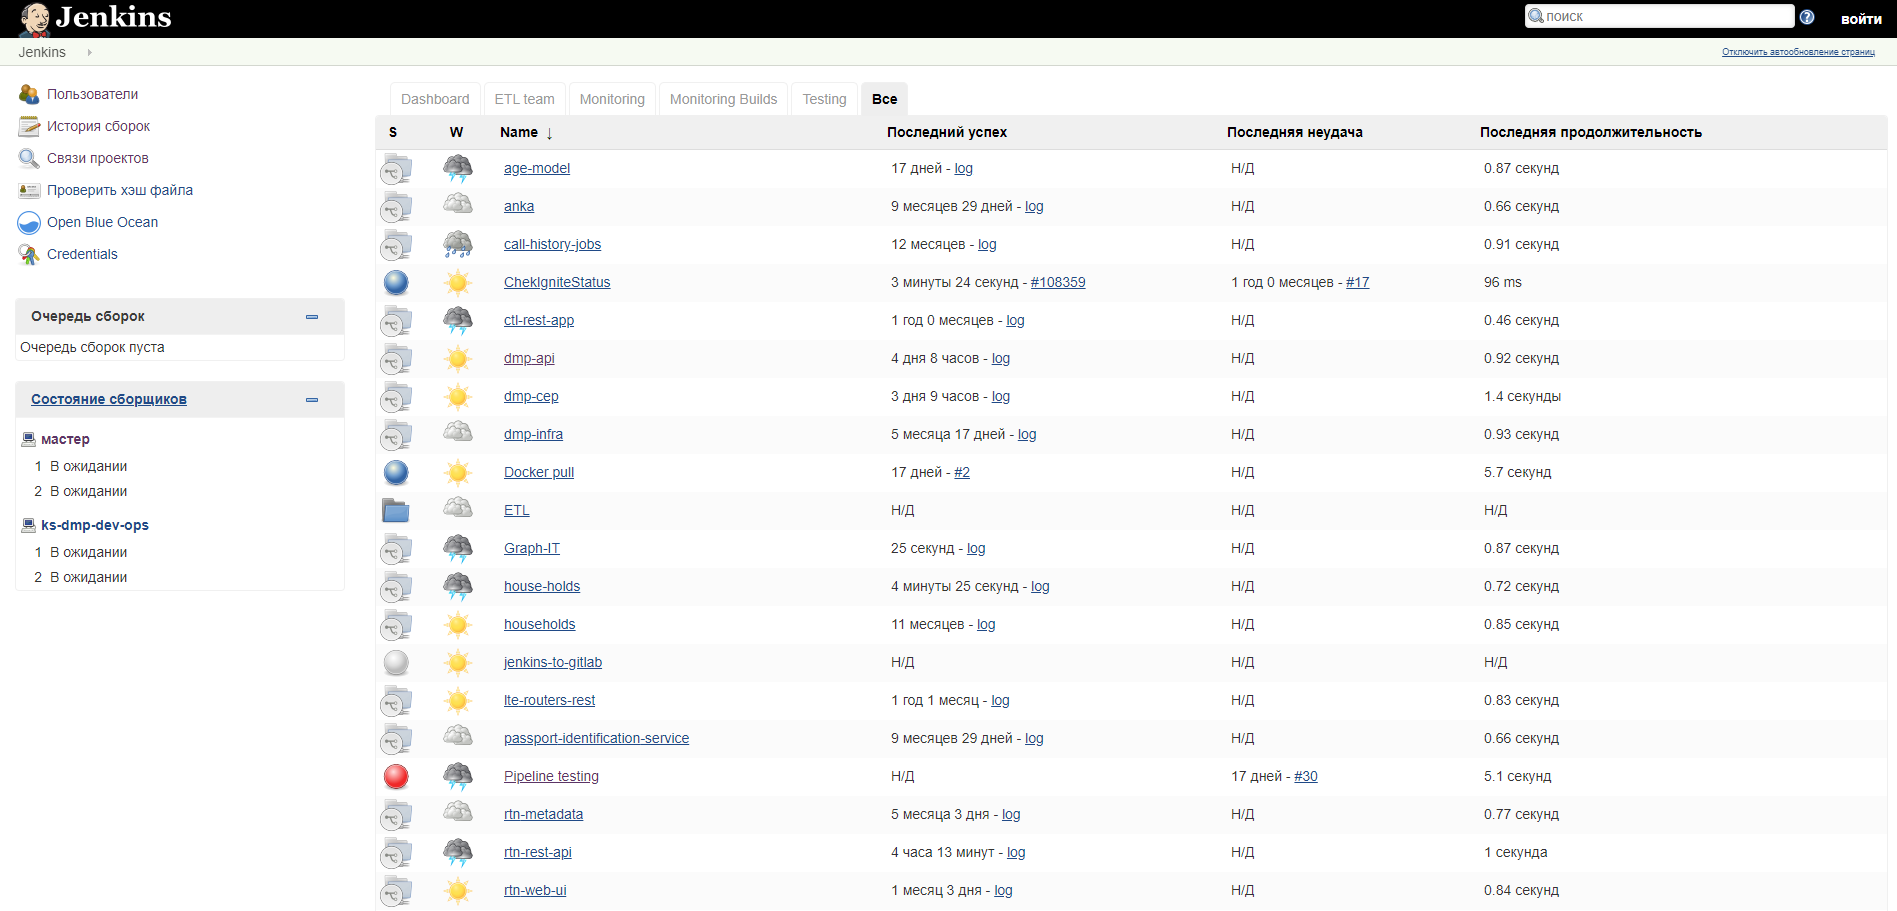 Jenkins
поиск
войти
Jenkins
Отключить автообновление страниц
Пользователи
История сборок
Связи проектов
Проверить хэш файла
Open Blue Ocean
Credentials
Очередь сборок
Очередь сборок пуста
Состояние сборщиков
мастер
1 В ожидании
2 В ожидании
ks-dmp-dev-ops
1 В ожидании
2 В ожидании
Dashboard ETL team Monitoring Monitoring Builds Testing Все
S W Name ↓ Последний успех Последняя неудача Последняя продолжительность
age-model 17 дней - log Н/Д 0.87 секунд
anka 9 месяцев 29 дней - log Н/Д 0.66 секунд
call-history-jobs 12 месяцев - log Н/Д 0.91 секунд
ChekIgniteStatus 3 минуты 24 секунд - #108359 1 год 0 месяцев - #17 96 ms
ctl-rest-app 1 год 0 месяцев - log Н/Д 0.46 секунд
dmp-api 4 дня 8 часов - log Н/Д 0.92 секунд
dmp-cep 3 дня 9 часов - log Н/Д 1.4 секунды
dmp-infra 5 месяца 17 дней - log Н/Д 0.93 секунд
Docker pull 17 дней - #2 Н/Д 5.7 секунд
ETL Н/Д Н/Д Н/Д
Graph-IT 25 секунд - log Н/Д 0.87 секунд
house-holds 4 минуты 25 секунд - log Н/Д 0.72 секунд
households 11 месяцев - log Н/Д 0.85 секунд
jenkins-to-gitlab Н/Д Н/Д Н/Д
lte-routers-rest 1 год 1 месяц - log Н/Д 0.83 секунд
passport-identification-service 9 месяцев 29 дней - log Н/Д 0.66 секунд
Pipeline testing Н/Д 17 дней - #30 5.1 секунд
rtn-metadata 5 месяца 3 дня - log Н/Д 0.77 секунд
rtn-rest-api 4 часа 13 минут - log Н/Д 1 секунда
rtn-web-ui 1 месяц 3 дня - log Н/Д 0.84 секунд